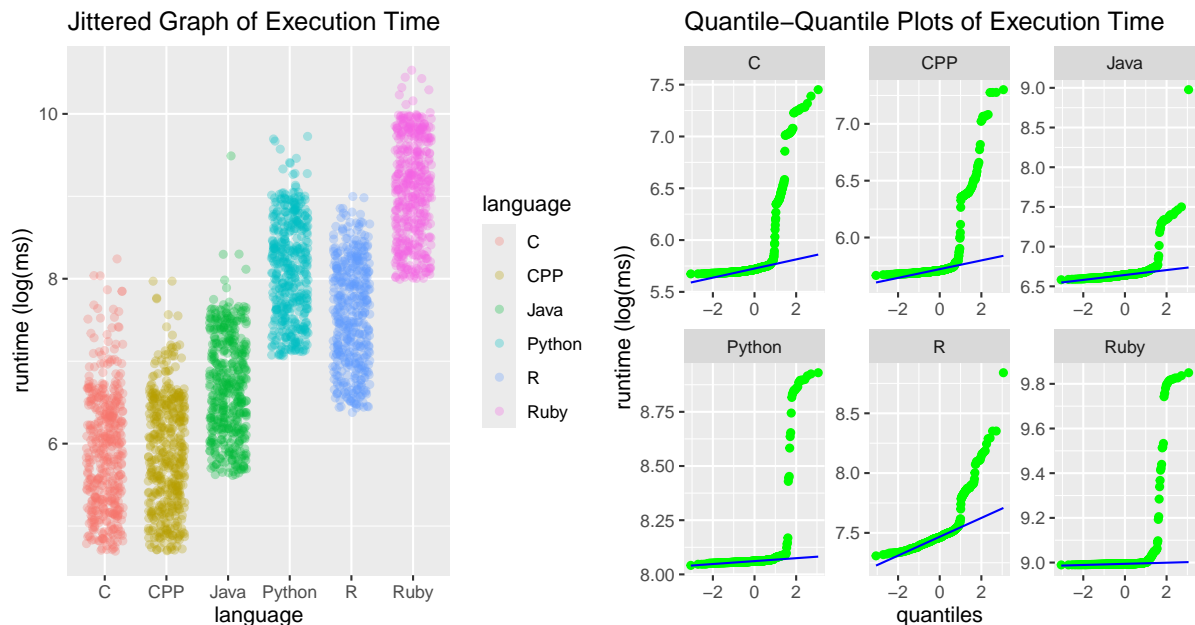 Jittered Graph of Execution Time
10
8
6
runtime (log(ms))
C CPP Java Python R Ruby
language
language
C
CPP
Java
Python
R
Ruby
Quantile−Quantile Plots of Execution Time
C
7.5
7.0
6.5
6.0
5.5
−2 0 2
CPP
7.0
6.5
6.0
−2 0 2
Java
9.0
8.5
8.0
7.5
7.0
6.5
−2 0 2
runtime (log(ms))
Python
8.75
8.50
8.25
8.00
−2 0 2
R
8.5
8.0
7.5
−2 0 2
Ruby
9.8
9.6
9.4
9.2
9.0
−2 0 2
quantiles